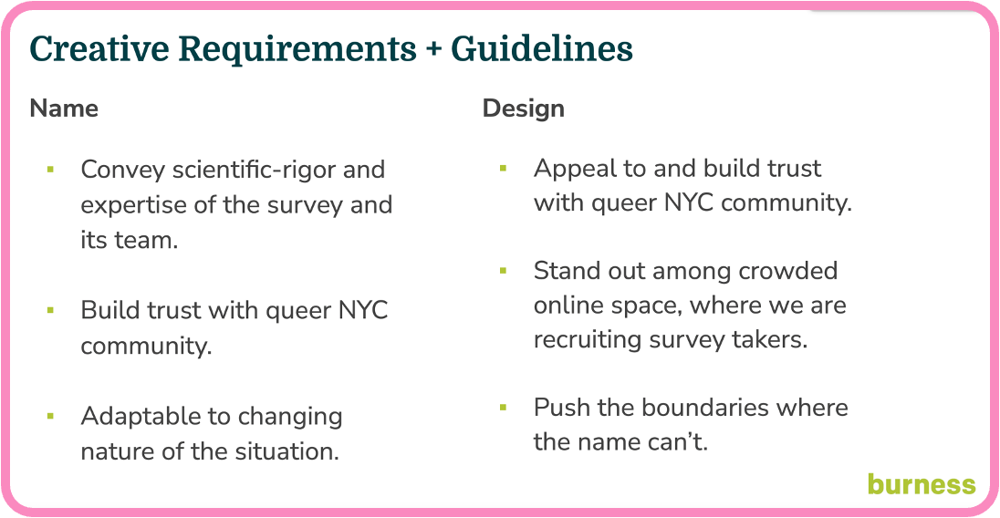 Creative Requirements + Guidelines
Name
Convey scientific-rigor and
expertise of the survey and
its team.
Build trust with queer NYC
community.
Adaptable to changing
nature of the situation.
Design
Appeal to and build trust
with queer NYC community.
Stand out among crowded
online space, where we are
recruiting survey takers.
Push the boundaries where
the name can’t.
burness